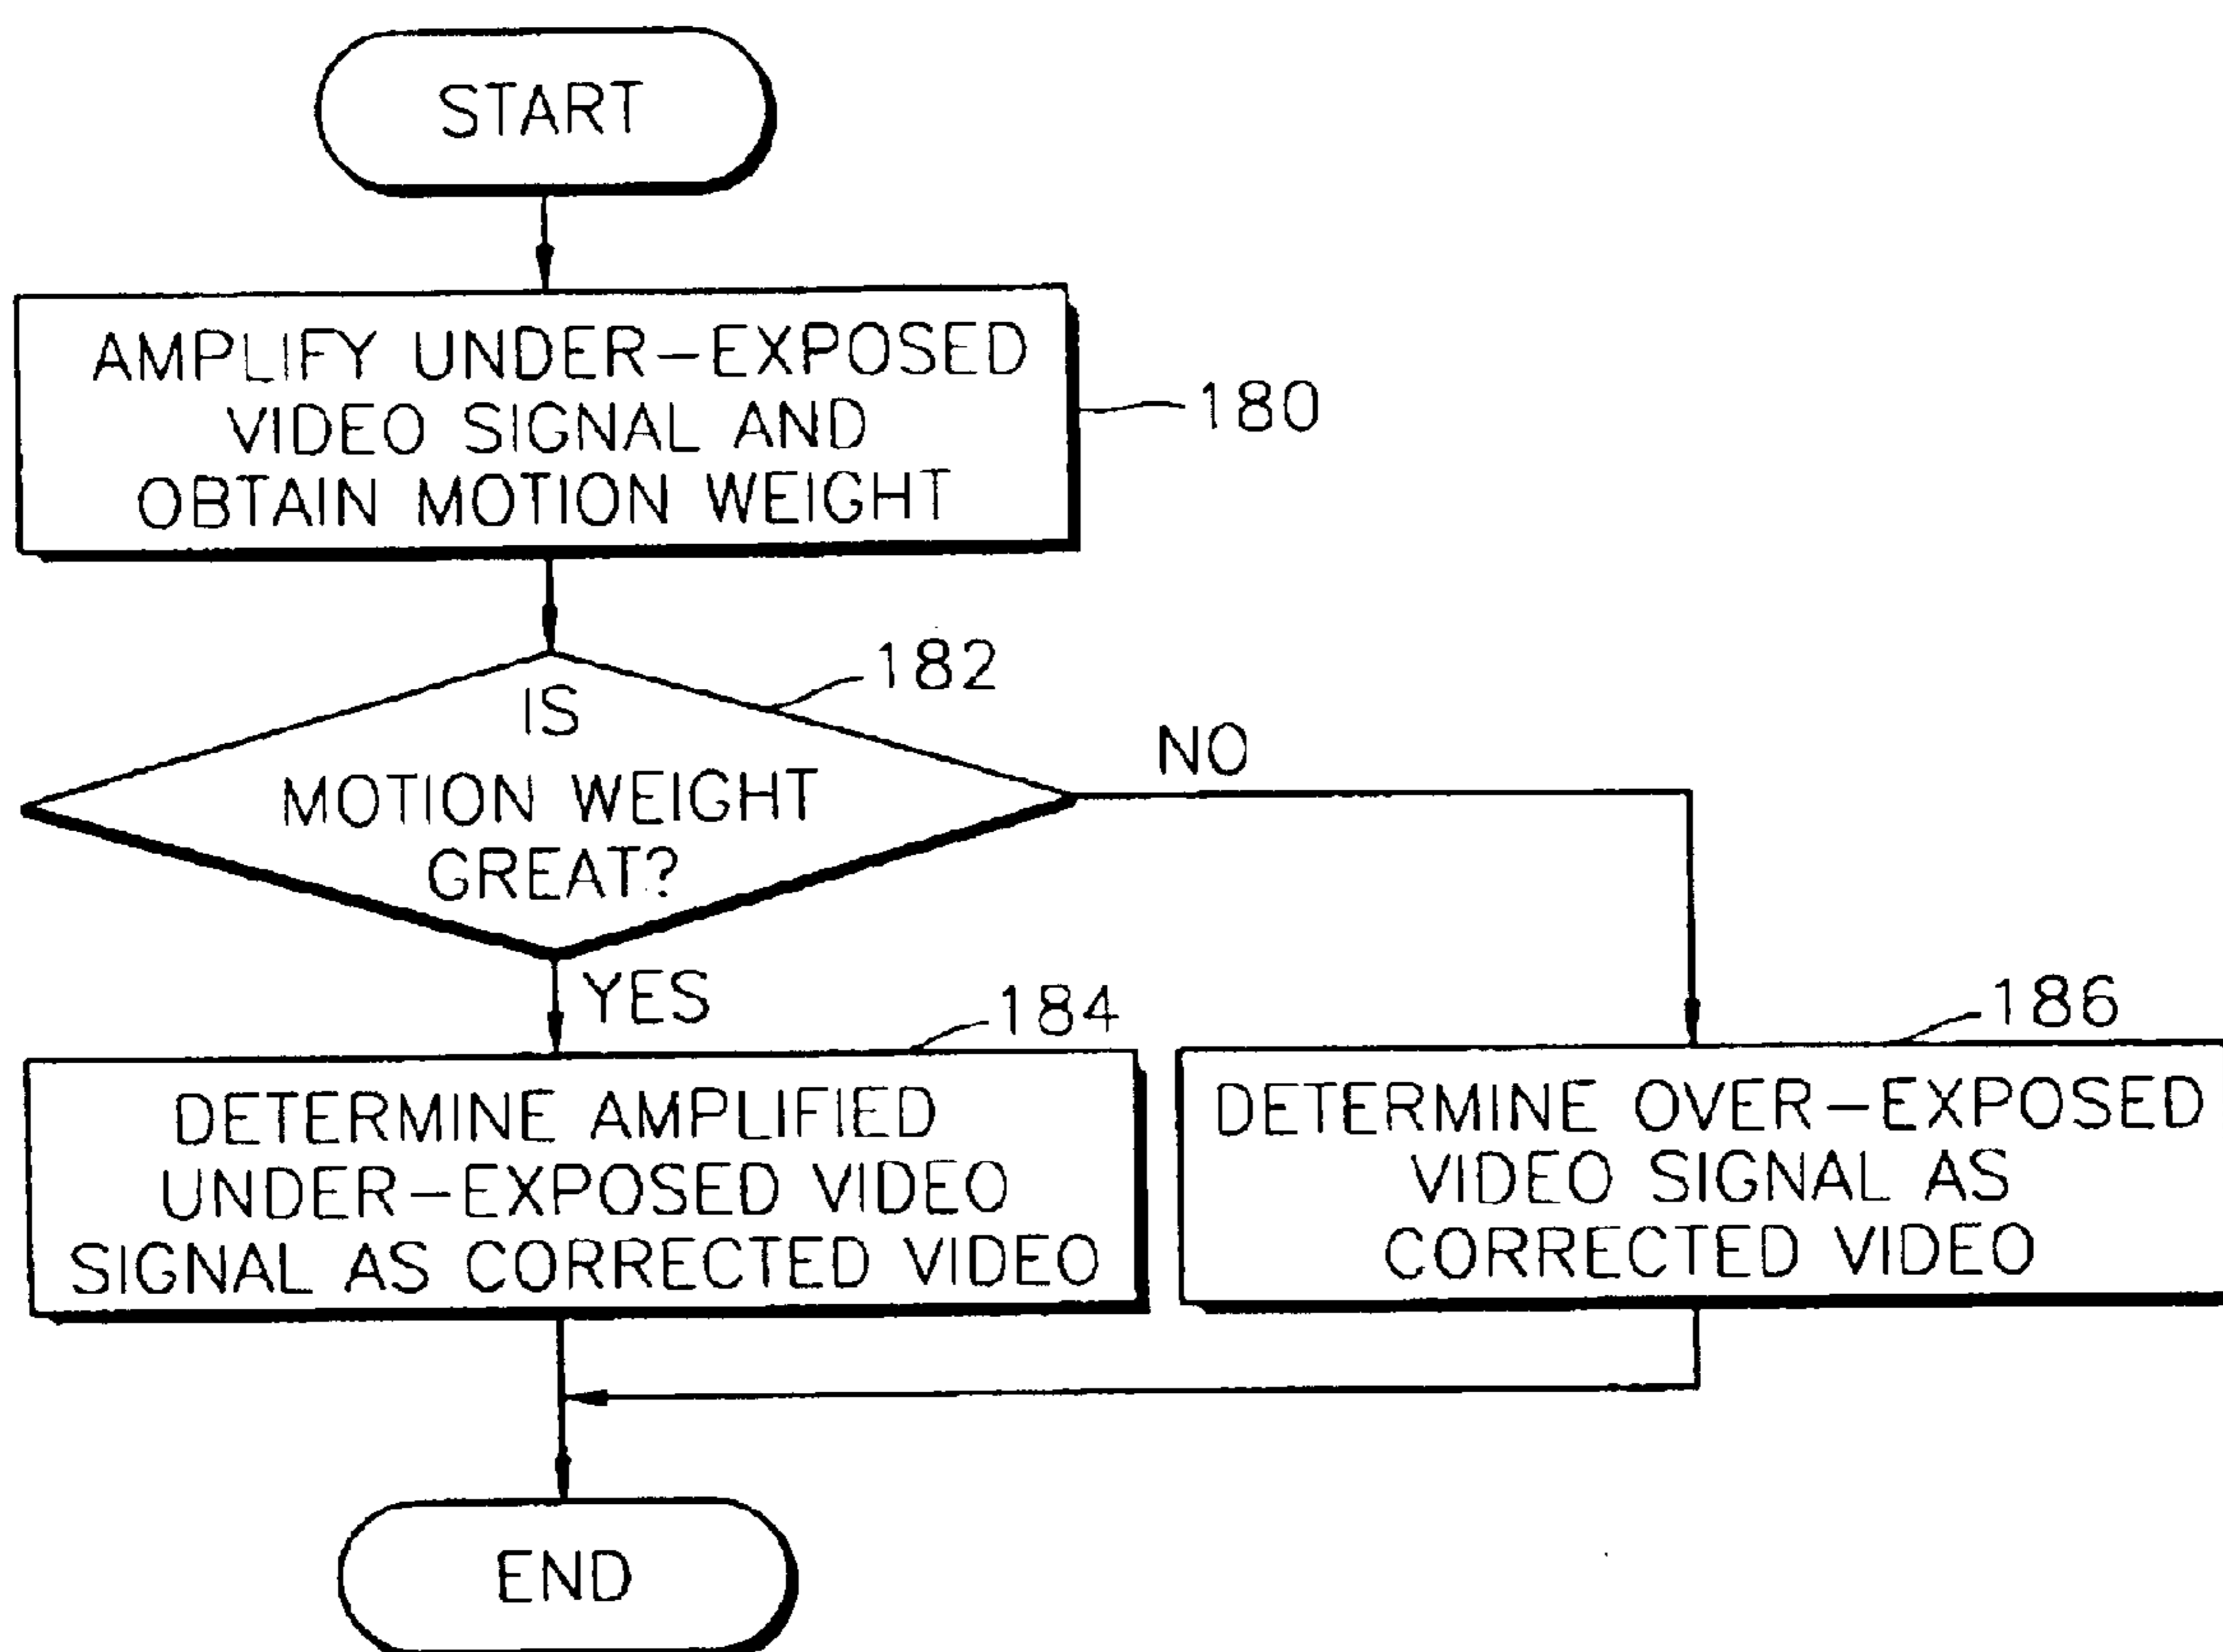 START
AMPLIFY UNDER-EXPOSED
VIDEO SIGNAL AND
OBTAIN MOTION WEIGHT
180
182
IS
MOTION WEIGHT
GREAT?
NO
YES
184
DETERMINE AMPLIFIED
UNDER-EXPOSED VIDEO
SIGNAL AS CORRECTED VIDEO
186
DETERMINE OVER-EXPOSED
VIDEO SIGNAL AS
CORRECTED VIDEO
END